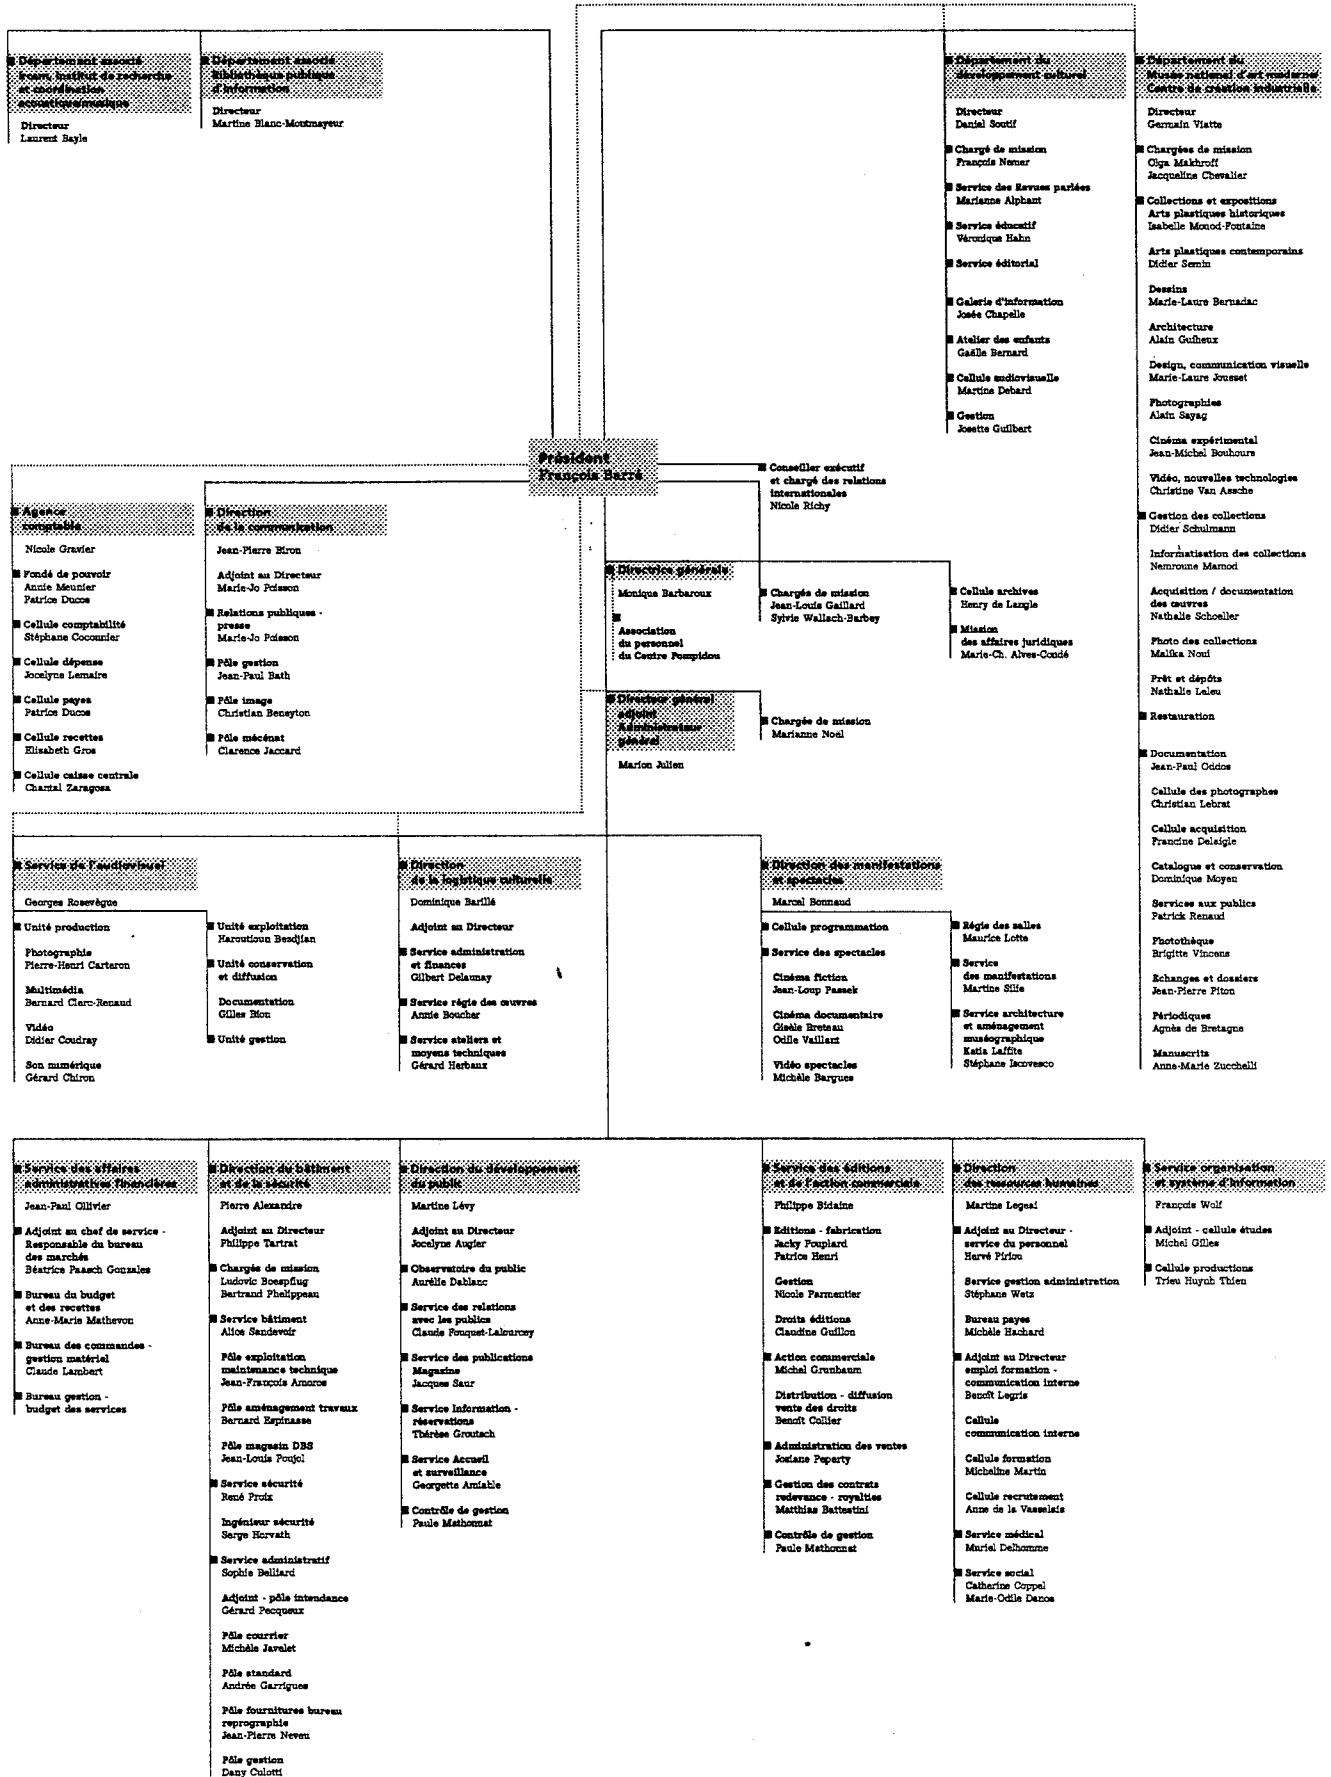 Département associé
Ircam, Institut de recherche
et coordination
acoustique/musique
Directeur
Laurent Bayle
Département associé
Bibliothèque publique
d'information
Directeur
Martine Blanc-Montmayeur
Département du
développement culturel
Directeur
Daniel Soutif
Chargé de mission
François Nemer
Service des Revues parlées
Marianne Alphant
Service éducatif
Véronique Hahn
Service éditorial
Galerie d'information
Josée Chapelle
Atelier des enfants
Gaëlle Bernard
Cellule audiovisuelle
Martine Debard
Gestion
Josette Guilbert
Département du
Musée national d'art moderne/
Centre de création industrielle
Directeur
Germain Viatte
Chargées de mission
Olga Makhroff
Jacqueline Chevalier
Collections et expositions
Arts plastiques historiques
Isabelle Monod-Fontaine
Arts plastiques contemporains
Didier Semin
Dessins
Marie-Laure Bernadac
Architecture
Alain Guiheux
Design, communication visuelle
Marie-Laure Jousset
Photographies
Alain Sayag
Cinéma expérimental
Jean-Michel Bouhours
Vidéo, nouvelles technologies
Christine Van Assche
Gestion des collections
Didier Schulmann
Informatisation des collections
Nemroune Mamod
Acquisition / documentation
des œuvres
Nathalie Schoeller
Photo des collections
Malika Noui
Prêt et dépôts
Nathalie Leleu
Restauration
Documentation
Jean-Paul Oddos
Cellule des photographes
Christian Lebrat
Cellule acquisition
Francine Delaigle
Catalogue et conservation
Dominique Moyen
Services aux publics
Patrick Renaud
Photothèque
Brigitte Vincens
Echanges et dossiers
Jean-Pierre Piton
Périodiques
Agnès de Bretagne
Manuscrits
Anne-Marie Zucchelli
Président
François Barré
Conseiller exécutif
et chargé des relations
internationales
Nicole Richy
Agence
comptable
Nicole Gravier
Fondé de pouvoir
Annie Meunier
Patrice Ducos
Cellule comptabilité
Stéphane Coconnier
Cellule dépense
Jocelyne Lemaire
Cellule payes
Patrice Ducos
Cellule recettes
Elisabeth Gros
Cellule caisse centrale
Chantal Zaragosa
Direction
de la communication
Jean-Pierre Biron
Adjoint au Directeur
Marie-Jo Poisson
Relations publiques -
presse
Marie-Jo Poisson
Pôle gestion
Jean-Paul Bath
Pôle image
Christian Beneyton
Pôle mécénat
Clarence Jaccard
Directrice générale
Monique Barbaroux
Association
du personnel
du Centre Pompidou
Chargés de mission
Jean-Louis Gaillard
Sylvie Wallach-Barbey
Cellule archives
Henry de Langle
Mission
des affaires juridiques
Marie-Ch. Alves-Condé
Directeur général
adjoint
Administrateur
général
Marion Julien
Chargée de mission
Marianne Noël
Service de l'audiovisuel
Georges Rosevègue
Unité production
Photographie
Pierre-Henri Carteron
Multimédia
Bernard Clerc-Renaud
Vidéo
Didier Coudray
Son numérique
Gérard Chiron
Unité exploitation
Haroutioun Bezdjian
Unité conservation
et diffusion
Documentation
Gilles Bion
Unité gestion
Direction
de la logistique culturelle
Dominique Barillé
Adjoint au Directeur
Service administration
et finances
Gilbert Delaunay
Service régie des œuvres
Annie Boucher
Service ateliers et
moyens techniques
Gérard Herbaux
Direction des manifestations
et spectacles
Marcel Bonnaud
Cellule programmation
Service des spectacles
Cinéma fiction
Jean-Loup Passek
Cinéma documentaire
Gisèle Breteau
Odile Vaillant
Vidéo spectacles
Michèle Bargues
Régie des salles
Maurice Lotte
Service
des manifestations
Martine Silie
Service architecture
et aménagement
muséographique
Katia Laffite
Stéphane Iacovesco
Service des affaires
administratives financières
Jean-Paul Ollivier
Adjoint au chef de service -
Responsable du bureau
des marchés
Béatrice Paasch Gonzales
Bureau du budget
et des recettes
Anne-Marie Mathevon
Bureau des commandes -
gestion matériel
Claude Lambert
Bureau gestion -
budget des services
Direction du bâtiment
et de la sécurité
Pierre Alexandre
Adjoint au Directeur
Philippe Tartrat
Chargés de mission
Ludovic Boespflug
Bertrand Phelippeau
Service bâtiment
Alice Sandevoir
Pôle exploitation
maintenance technique
Jean-François Amoros
Pôle aménagement travaux
Bernard Espinasse
Pôle magasin DBS
Jean-Louis Poujol
Service sécurité
René Proix
Ingénieur sécurité
Serge Horvath
Service administratif
Sophie Belliard
Adjoint - pôle intendance
Gérard Pecqueux
Pôle courrier
Michèle Javelet
Pôle standard
Andrée Garrigues
Pôle fournitures bureau
reprographie
Jean-Pierre Neveu
Pôle gestion
Dany Culotti
Direction du développement
du public
Martine Lévy
Adjoint au Directeur
Jocelyne Augier
Observatoire du public
Aurélie Dablanc
Service des relations
avec les publics
Claude Fouquet-Lalourcey
Service des publications
Magazine
Jacques Saur
Service Information -
réservations
Thérèse Groutsch
Service Accueil
et surveillance
Georgette Amiable
Contrôle de gestion
Paule Mathonnat
Service des éditions
et de l'action commerciale
Philippe Bidaine
Editions - fabrication
Jacky Pouplard
Patrice Henri
Gestion
Nicole Parmentier
Droits éditions
Claudine Guillon
Action commerciale
Michel Grunbaum
Distribution - diffusion
vente des droits
Benoît Collier
Administration des ventes
Josiane Peperty
Gestion des contrats
redevance - royalties
Matthias Battestini
Contrôle de gestion
Paule Mathonnat
Direction
des ressources humaines
Martine Legeai
Adjoint au Directeur -
service du personnel
Hervé Piriou
Service gestion administration
Stéphane Wetz
Bureau payes
Michèle Hachard
Adjoint au Directeur
emploi formation -
communication interne
Benoît Legris
Cellule
communication interne
Cellule formation
Micheline Martin
Cellule recrutement
Anne de la Vasselais
Service médical
Muriel Delhomme
Service social
Catherine Coppel
Marie-Odile Danos
Service organisation
et système d'information
François Wolf
Adjoint - cellule études
Michel Gilles
Cellule productions
Trieu Huynh Thien